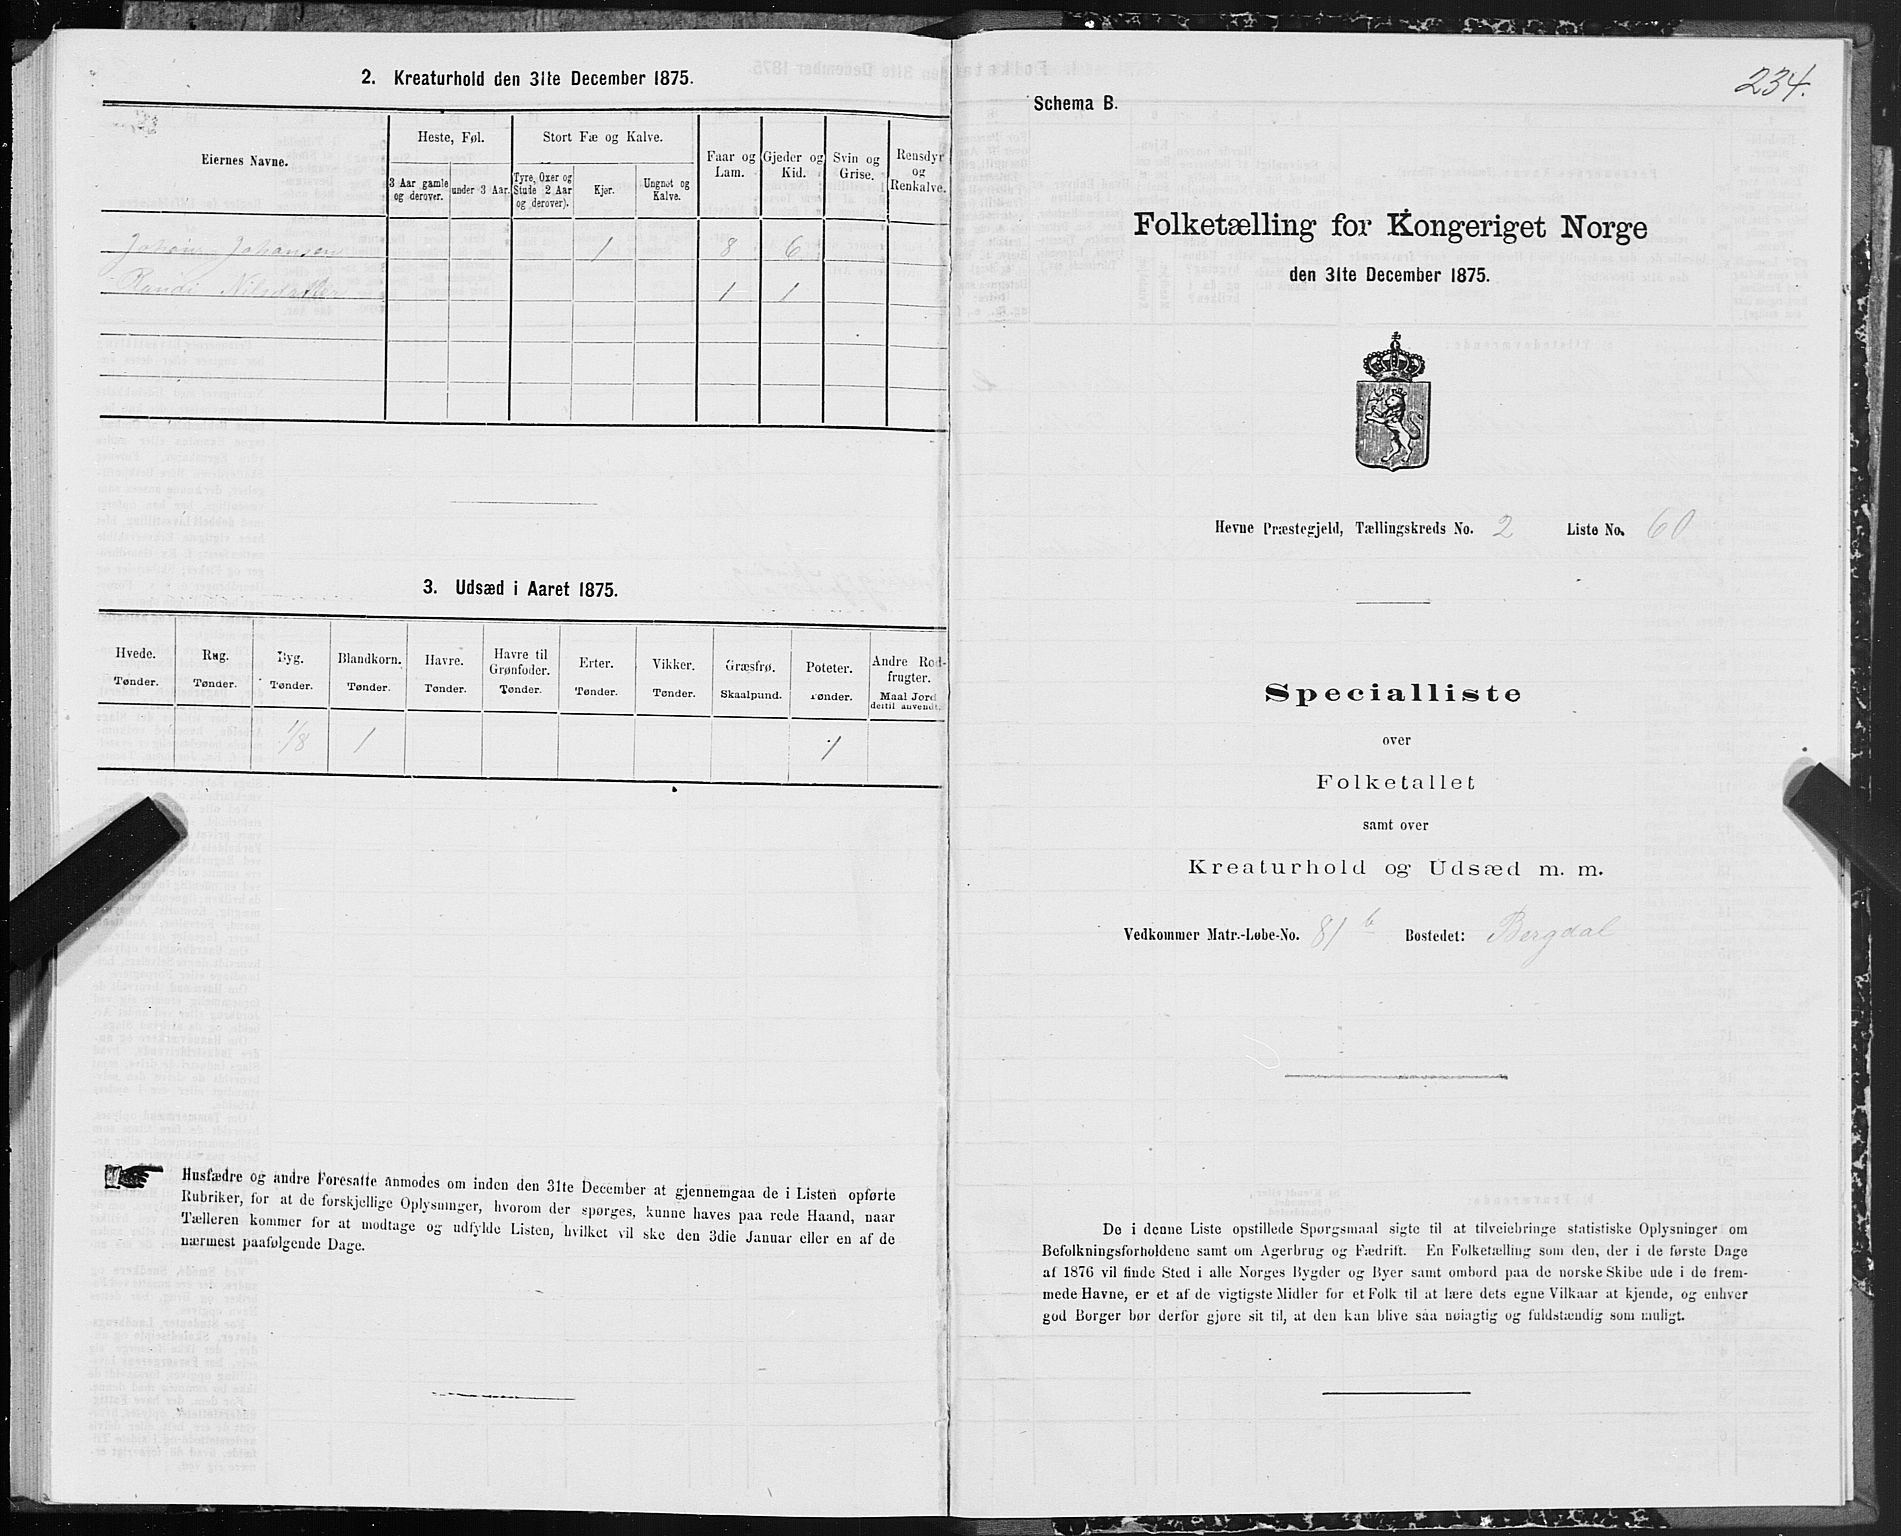 2. Kreaturhold den 31te December 1875.
Eiernes Navne.
Heste, Føl.
3 Aar gamle og derover.
under 3 Aar.
Stort Fæ og Kalve.
Tyre, Oxer og Stude 2 Aar og derover).
Kjør.
Ungnøt og Kalve.
Faar og Lam.
Gjeder og Kid.
Svin og Grise.
Rensdyr og Renkalve.
Johansen 1 8 6
Randi Nilsdatter 1 1
3. Udsæd i Aaret 1875.
Hvede. Tønder.
Rug. Tønder.
Byg. Tønder.
Blandkorn. Tønder.
Havre. Tønder.
Havre til Grønfoder. Tønder.
Erter. Tønder.
Vikker. Tønder.
Græsfrø. Skaalpund.
Poteter. Tønder.
Andre Rodfrugter. Maal Jord dertil anvendt.
1/8 1 1
Husfædre og andre Foresatte anmodes om inden den 31te December at gjennemgaa de i Listen opførte
Rubriker, for at de forskjellige Oplysninger, hvorom der spørges, kunne haves paa rede Haand, naar
Tælleren kommer for at modtage og udfylde Listen, hvilket vil ske den 3die Januar eller en af de
nærmest paafølgende Dage.
234.
Schema B.
Folketælling for Kongeriget Norge
den 31te December 1875.
Hevne Præstegjeld, Tællingskreds No. 2 Liste No. 60
Specialliste
over
Folketallet
samt over
Kreaturhold og Udsæd m. m.
Vedkommer Matr.-Løbe-No. 81 b Bostedet: Bergdal
De i denne Liste opstillede Spørgsmaal sigte til at tilveiebringe statistiske Oplysninger om
Befolkningsforholdene samt om Agerbrug og Fædrift. En Folketælling som den, der i de første Dage
af 1876 vil finde Sted i alle Norges Bygder og Byer samt ombord paa de norske Skibe ude i de frem-
mede Havne, er et af de vigtigste Midler for et Folk til at lære dets egne Vilkaar at kjende, og enhver
god Borger bør derfor gjøre sit til, at den kan blive saa nøiagtig og fuldstændig som muligt.